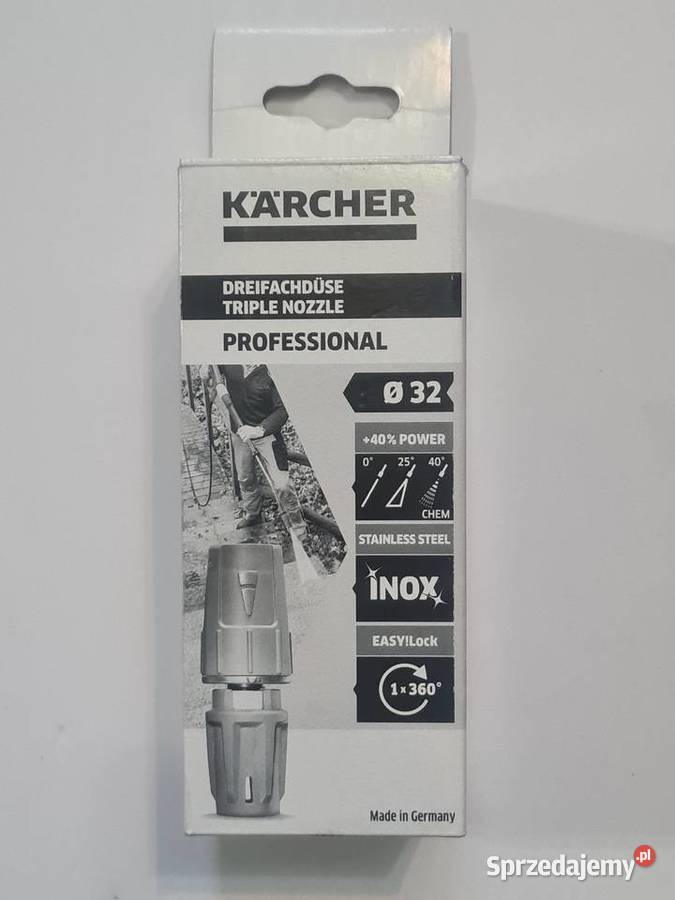 KÄRCHER
DREIFACHDÜSE
TRIPLE NOZZLE
PROFESSIONAL
Ø 32
+40% POWER
0° 25° 40°
CHEM
STAINLESS STEEL
INOX
EASY!Lock
1 x 360°
Made in Germany
Sprzedajemy.pl